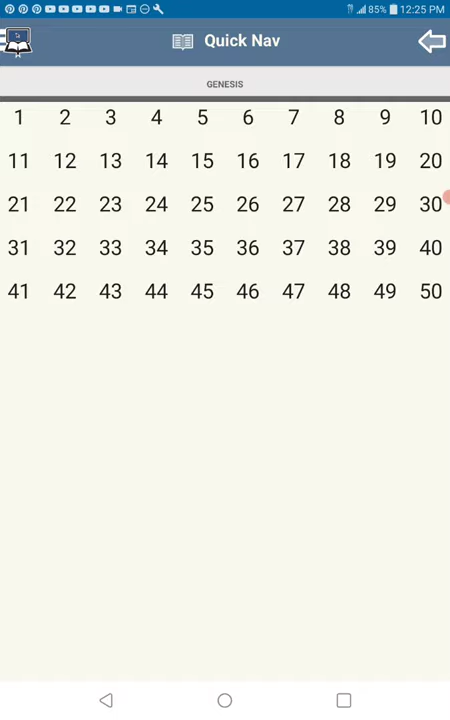 85% 12:25 PM
Quick Nav
GENESIS
1 2 3 4 5 6 7 8 9 10
11 12 13 14 15 16 17 18 19 20
21 22 23 24 25 26 27 28 29 30
31 32 33 34 35 36 37 38 39 40
41 42 43 44 45 46 47 48 49 50